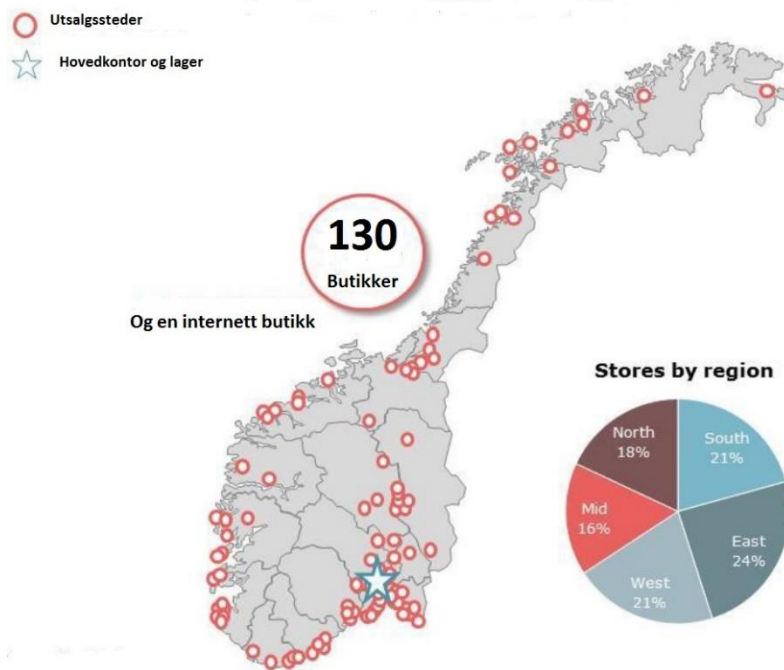 Utsalgssteder
Hovedkontor og lager
130
Butikker
Og en internett butikk
Stores by region
North
18%
South
21%
Mid
16%
East
24%
West
21%